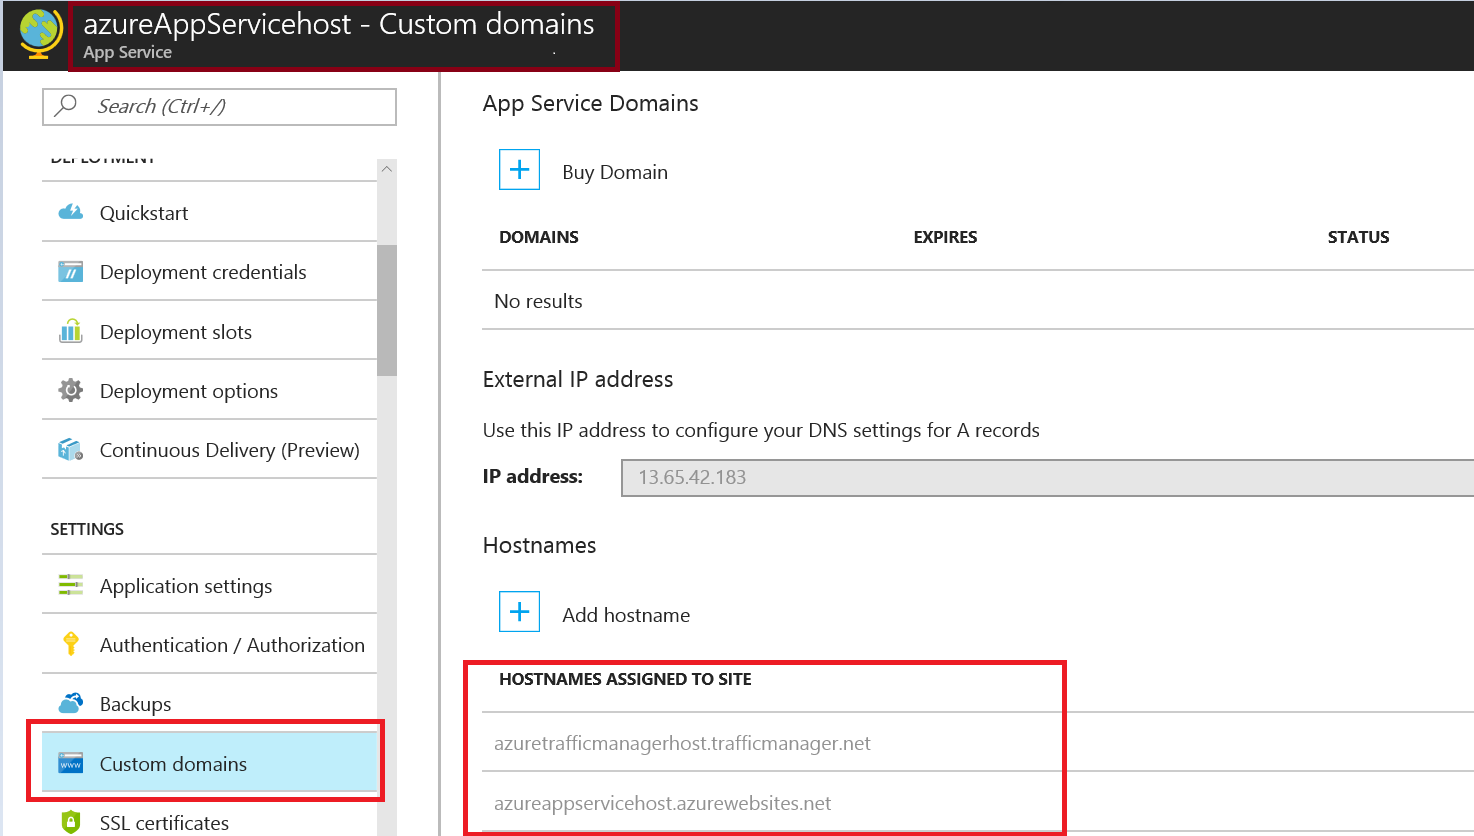 azureAppServicehost - Custom domains
App Service
Search (Ctrl+/)
DEPLOYMENT
Quickstart
Deployment credentials
Deployment slots
Deployment options
Continuous Delivery (Preview)
SETTINGS
Application settings
Authentication / Authorization
Backups
www
Custom domains
SSL certificates
App Service Domains
Buy Domain
DOMAINS EXPIRES STATUS
No results
External IP address
Use this IP address to configure your DNS settings for A records
IP address: 13.65.42.183
Hostnames
Add hostname
HOSTNAMES ASSIGNED TO SITE
azuretrafficmanagerhost.trafficmanager.net
azureappservicehost.azurewebsites.net